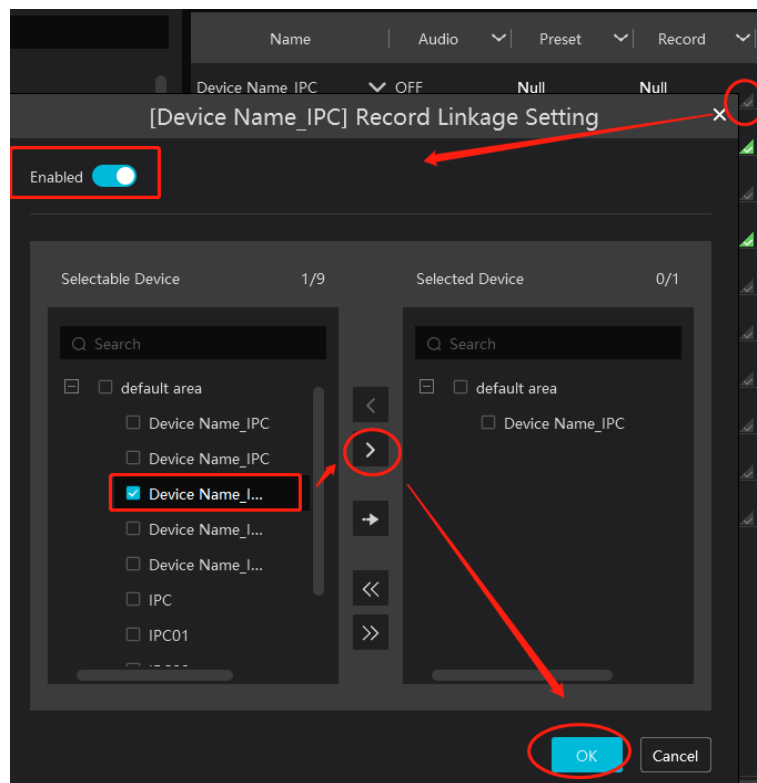 Name Audio Preset Record
Device Name_IPC OFF Null Null
[Device Name_IPC] Record Linkage Setting
Enabled
Selectable Device 1/9
Selected Device 0/1
Search
Search
default area
default area
Device Name_IPC
Device Name_IPC
Device Name_IPC
Device Name_I...
Device Name_I...
Device Name_I...
IPC
IPC01
OK
Cancel